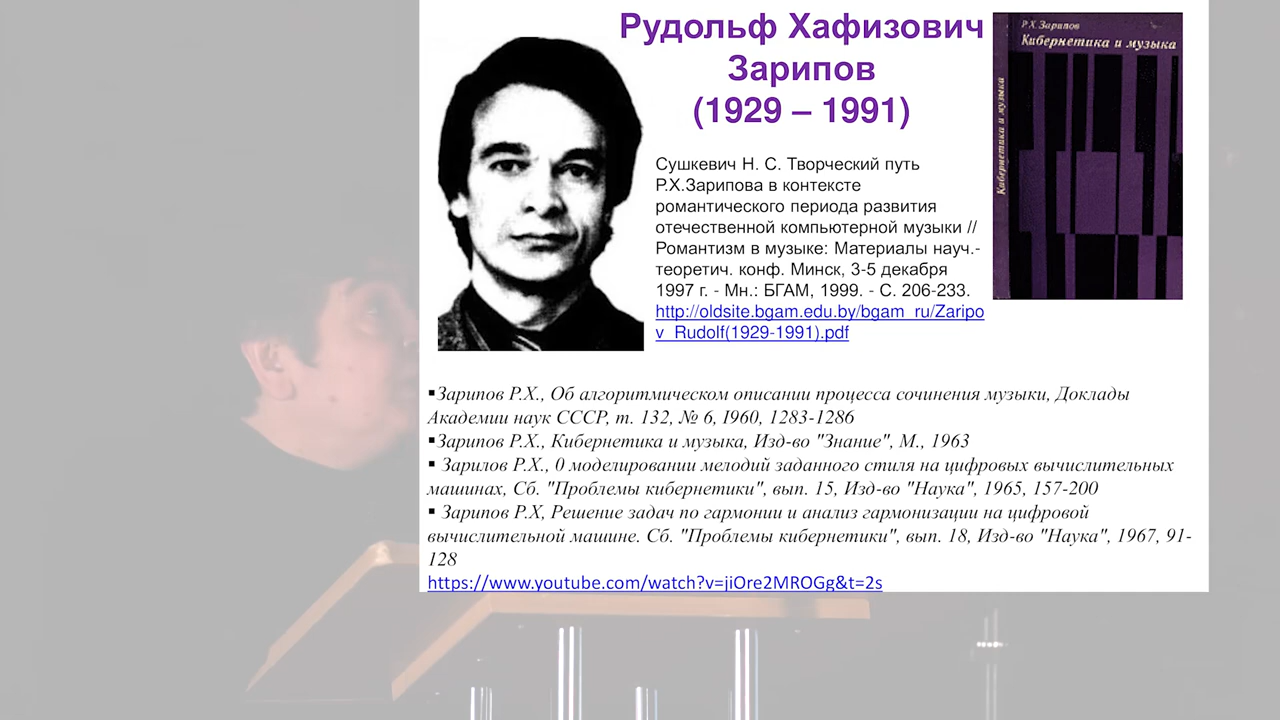 Рудольф Хафизович
Зарипов
(1929 – 1991)
Р.Х.Зарипов
Кибернетика и музыка
Кибернетика и музыка
Сушкевич Н. С. Творческий путь
Р.Х.Зарипова в контексте
романтического периода развития
отечественной компьютерной музыки //
Романтизм в музыке: Материалы науч.-
теоретич. конф. Минск, 3-5 декабря
1997 г. - Мн.: БГАМ, 1999. - С. 206-233.
http://oldsite.bgam.edu.by/bgam_ru/Zaripo
v_Rudolf(1929-1991).pdf
▪Зарипов Р.Х., Об алгоритмическом описании процесса сочинения музыки, Доклады
Академии наук СССР, т. 132, № 6, I960, 1283-1286
▪Зарипов Р.Х., Кибернетика и музыка, Изд-во "Знание", М., 1963
▪ Зарилов Р.Х., 0 моделировании мелодий заданного стиля на цифровых вычислительных
машинах, Сб. "Проблемы кибернетики", вып. 15, Изд-во "Наука", 1965, 157-200
▪ Зарипов Р.Х, Решение задач по гармонии и анализ гармонизации на цифровой
вычислительной машине. Сб. "Проблемы кибернетики", вып. 18, Изд-во "Наука", 1967, 91-
128
https://www.youtube.com/watch?v=jiOre2MROGg&t=2s